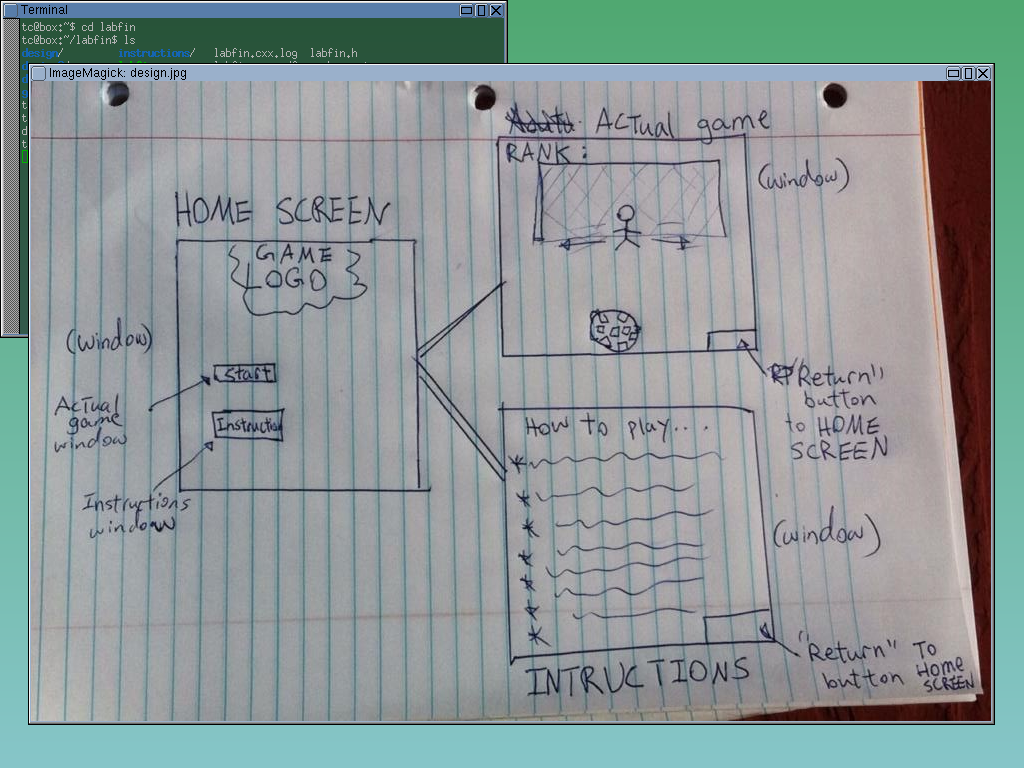 Terminal
tc@box:~$ cd labfin
tc@box:~/labfin$ ls
design/ instructions/ labfin.cxx.log labfin.h
ImageMagick: design.jpg
ACTUAL game
RANK:
(window)
HOME SCREEN
GAME
LOGO
(window)
Start
Actual
game
window
Instruction
Instructions
window
"Return"
button
to HOME
SCREEN
How to play...
(window)
INTRUCTIONS
"Return" TO
button HOME
SCREEN